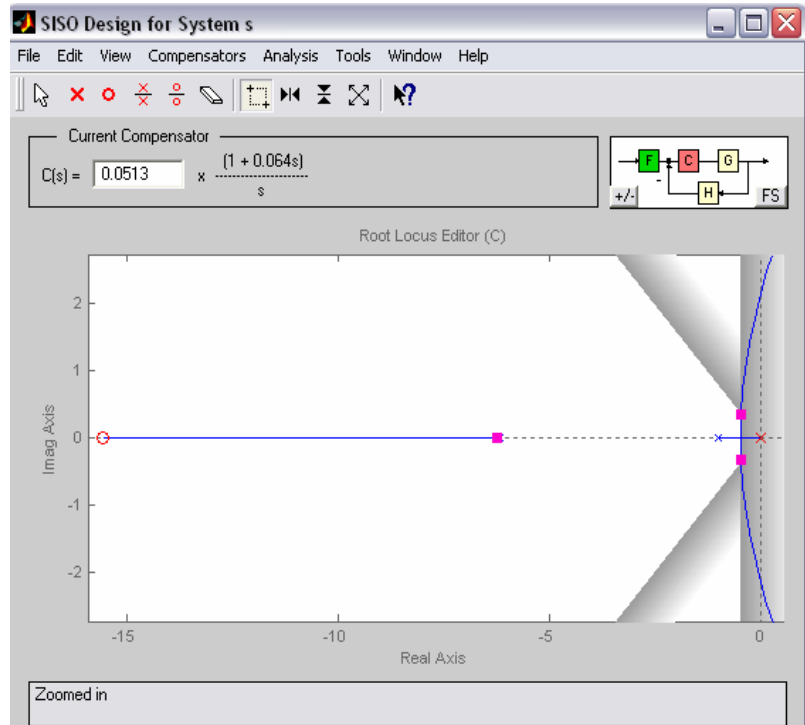 SISO Design for System s
File Edit View Compensators Analysis Tools Window Help
Current Compensator
C(s) = 0.0513 x (1 + 0.064s)
s
F C G
H
+/- FS
Root Locus Editor (C)
2
1
0
-1
-2
Imag Axis
-15 -10 -5 0
Real Axis
Zoomed in